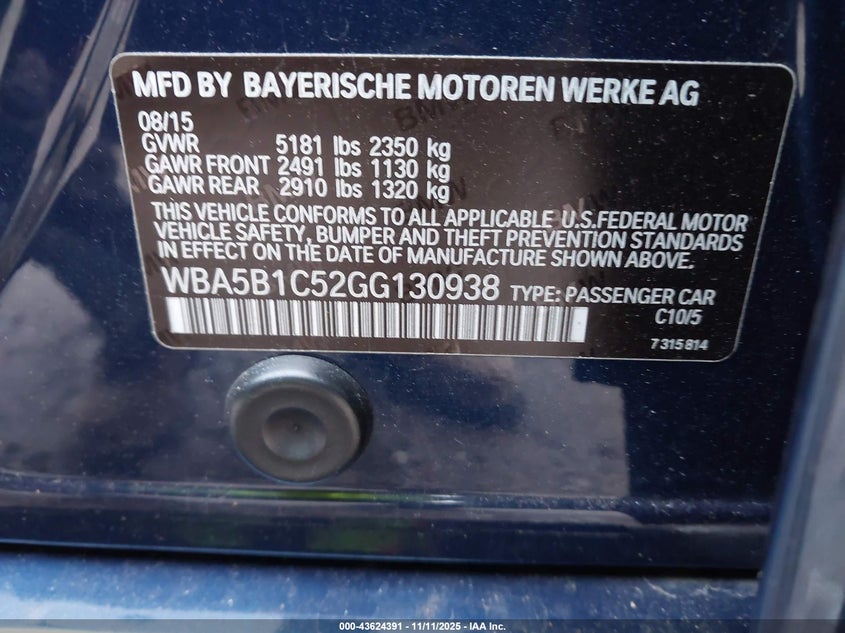 MFD BY BAYERISCHE MOTOREN WERKE AG
08/15
GVWR 5181 lbs 2350 kg
GAWR FRONT 2491 lbs 1130 kg
GAWR REAR 2910 lbs 1320 kg
THIS VEHICLE CONFORMS TO ALL APPLICABLE U.S.FEDERAL MOTOR
VEHICLE SAFETY, BUMPER AND THEFT PREVENTION STANDARDS
IN EFFECT ON THE DATE OF MANUFACTURE SHOWN ABOVE.
WBA5B1C52GG130938 TYPE: PASSENGER CAR
C10/5
7 315 814
000-43624391 - 11/11/2025 - IAA Inc.